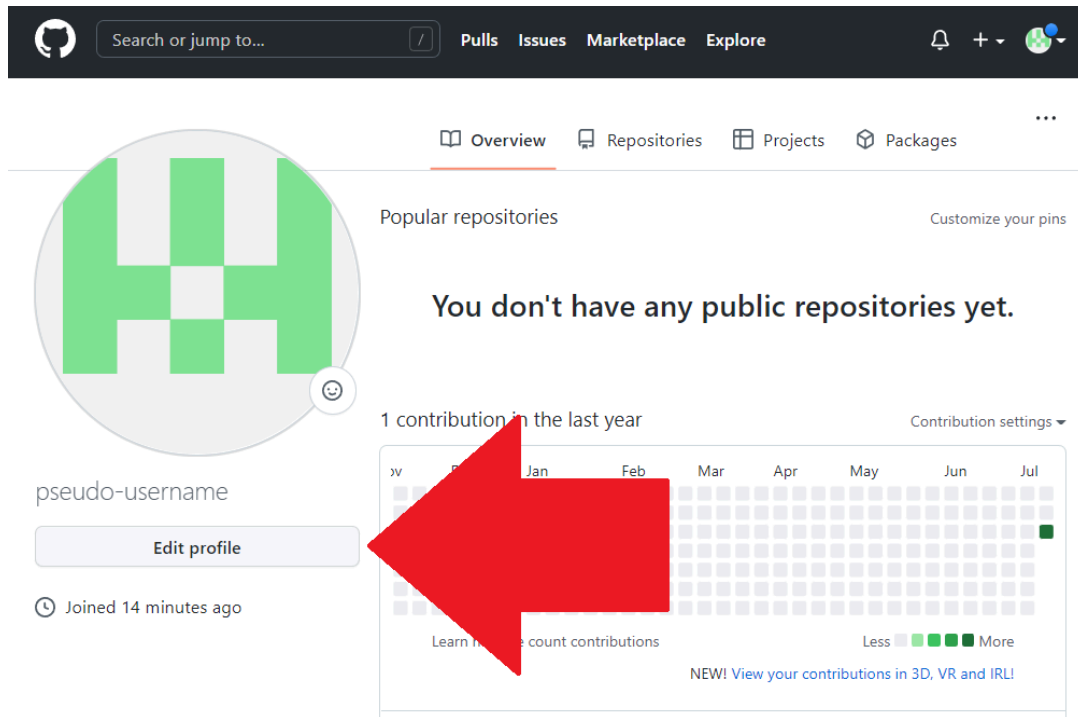 Search or jump to... / Pulls Issues Marketplace Explore
Overview Repositories Projects Packages
Popular repositories Customize your pins
You don't have any public repositories yet.
1 contribution in the last year Contribution settings
Jan Feb Mar Apr May Jun Jul
pseudo-username
Edit profile
Joined 14 minutes ago
Learn count contributions Less More
NEW! View your contributions in 3D, VR and IRL!